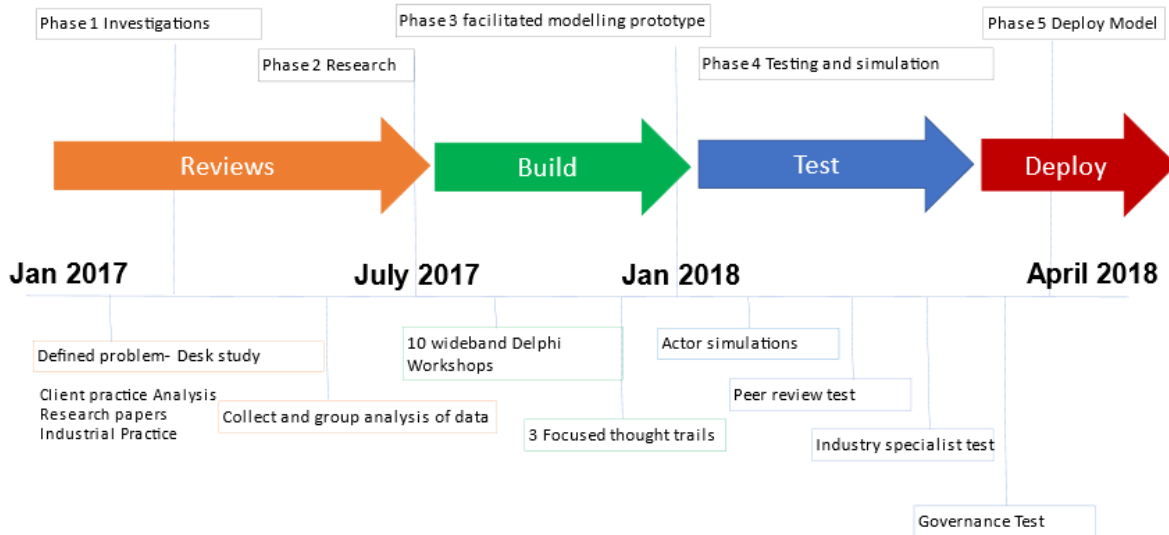 Phase 1 Investigations
Phase 3 facilitated modelling prototype
Phase 5 Deploy Model
Phase 2 Research
Phase 4 Testing and simulation
Reviews
Build
Test
Deploy
Jan 2017
July 2017
Jan 2018
April 2018
Defined problem- Desk study
Client practice Analysis
Research papers
Industrial Practice
Collect and group analysis of data
10 wideband Delphi
Workshops
3 Focused thought trails
Actor simulations
Peer review test
Industry specialist test
Governance Test